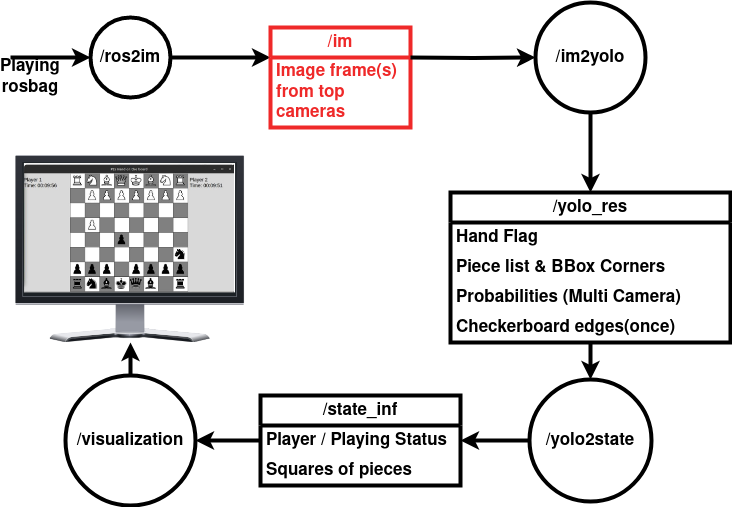 Playing
rosbag
/ros2im
/im
Image frame(s)
from top
cameras
/im2yolo
/yolo_res
Hand Flag
Piece list & BBox Corners
Probabilities (Multi Camera)
Checkerboard edges(once)
/yolo2state
/state_inf
Player / Playing Status
Squares of pieces
/visualization
Player 1
Time: 00:09:56
Player 2
Time: 00:09:51